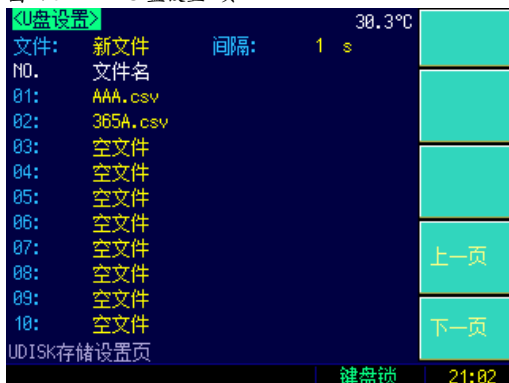 <U盘设置> 30.3°C
文件: 新文件 间隔: 1 s
NO. 文件名
01: AAA.csv
02: 365A.csv
03: 空文件
04: 空文件
05: 空文件
06: 空文件
07: 空文件
08: 空文件
09: 空文件
10: 空文件
上一页
下一页
UDISK存储设置页
键盘锁 21:02